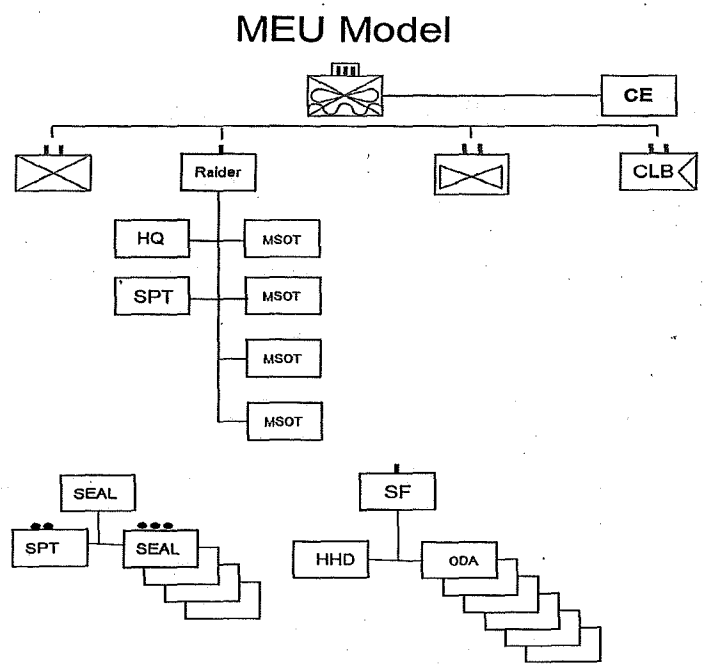 MEU Model
CE
Raider
CLB
HQ
MSOT
SPT
MSOT
MSOT
MSOT
SEAL
SF
SPT
SEAL
HHD
ODA